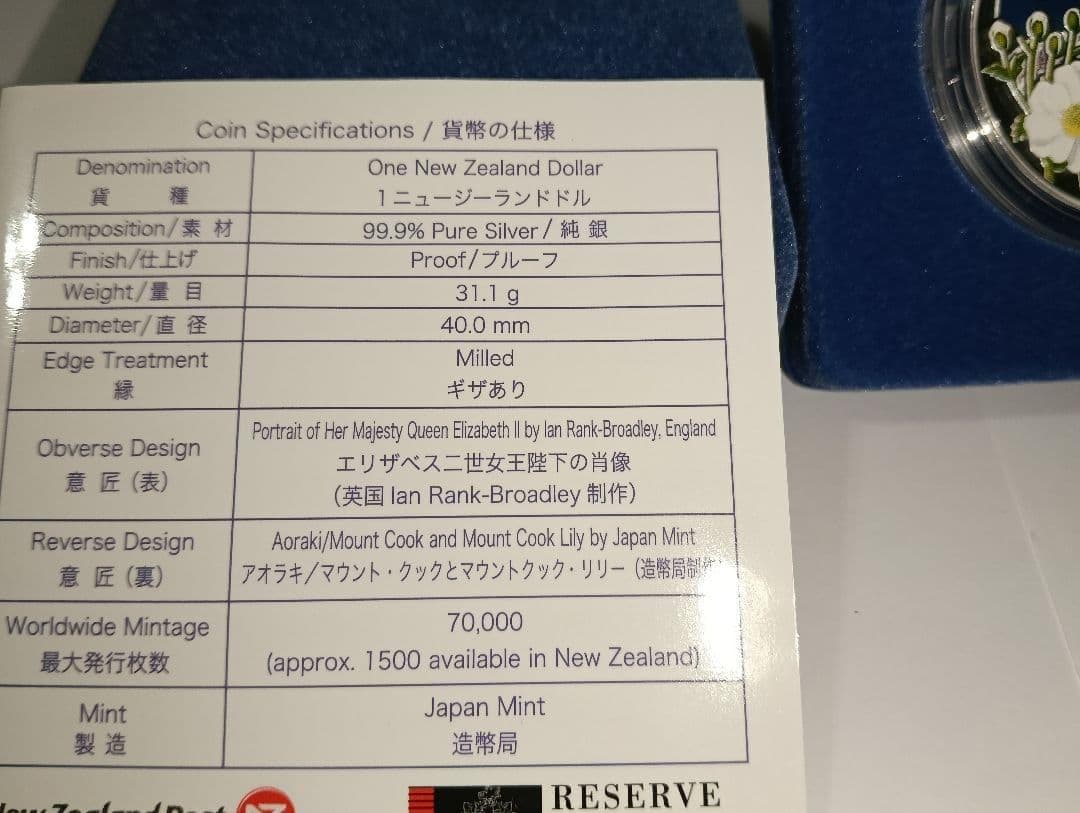 Coin Specifications / 貨幣の仕様
Denomination
貨 種
One New Zealand Dollar
1ニュージーランドドル
Composition/素 材
99.9% Pure Silver/ 純 銀
Finish/仕上げ
Proof/プルーフ
Weight/量 目
31.1 g
Diameter/直 径
40.0 mm
Edge Treatment
縁
Milled
ギザあり
Obverse Design
意 匠（表）
Portrait of Her Majesty Queen Elizabeth II by Ian Rank-Broadley, England
エリザベス二世女王陛下の肖像
（英国 Ian Rank-Broadley 制作）
Reverse Design
意 匠（裏）
Aoraki/Mount Cook and Mount Cook Lily by Japan Mint
アオラキ／マウント・クックとマウントクック・リリー（造幣局制作
Worldwide Mintage
最大発行枚数
70,000
(approx. 1500 available in New Zealand)
Mint
製 造
Japan Mint
造幣局
New Zealand Post
RESERVE